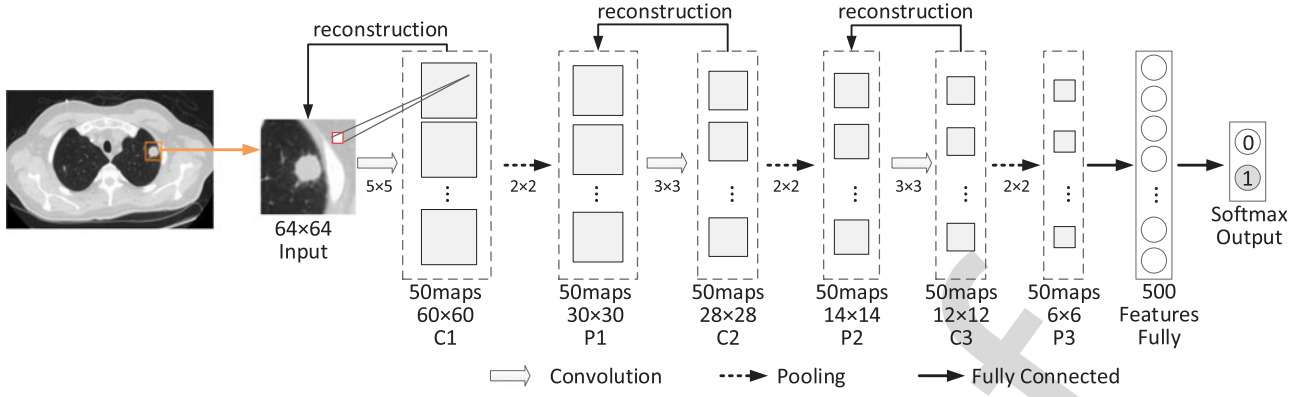 reconstruction
reconstruction
reconstruction
5×5
2×2
3×3
2×2
3×3
2×2
0
1
Softmax
Output
64×64
Input
50maps
60×60
C1
50maps
30×30
P1
50maps
28×28
C2
50maps
14×14
P2
50maps
12×12
C3
50maps
6×6
P3
500
Features
Fully
Convolution
Pooling
Fully Connected